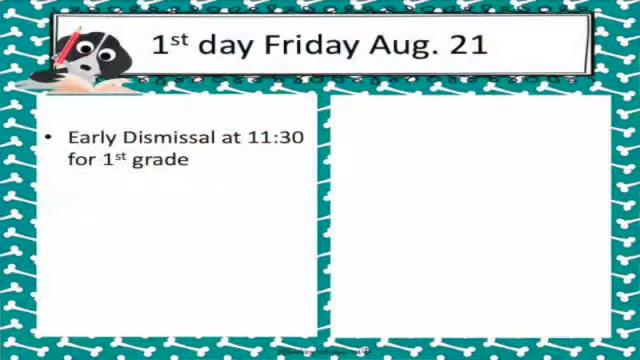 1st day Friday Aug. 21
• Early Dismissal at 11:30
for 1st grade